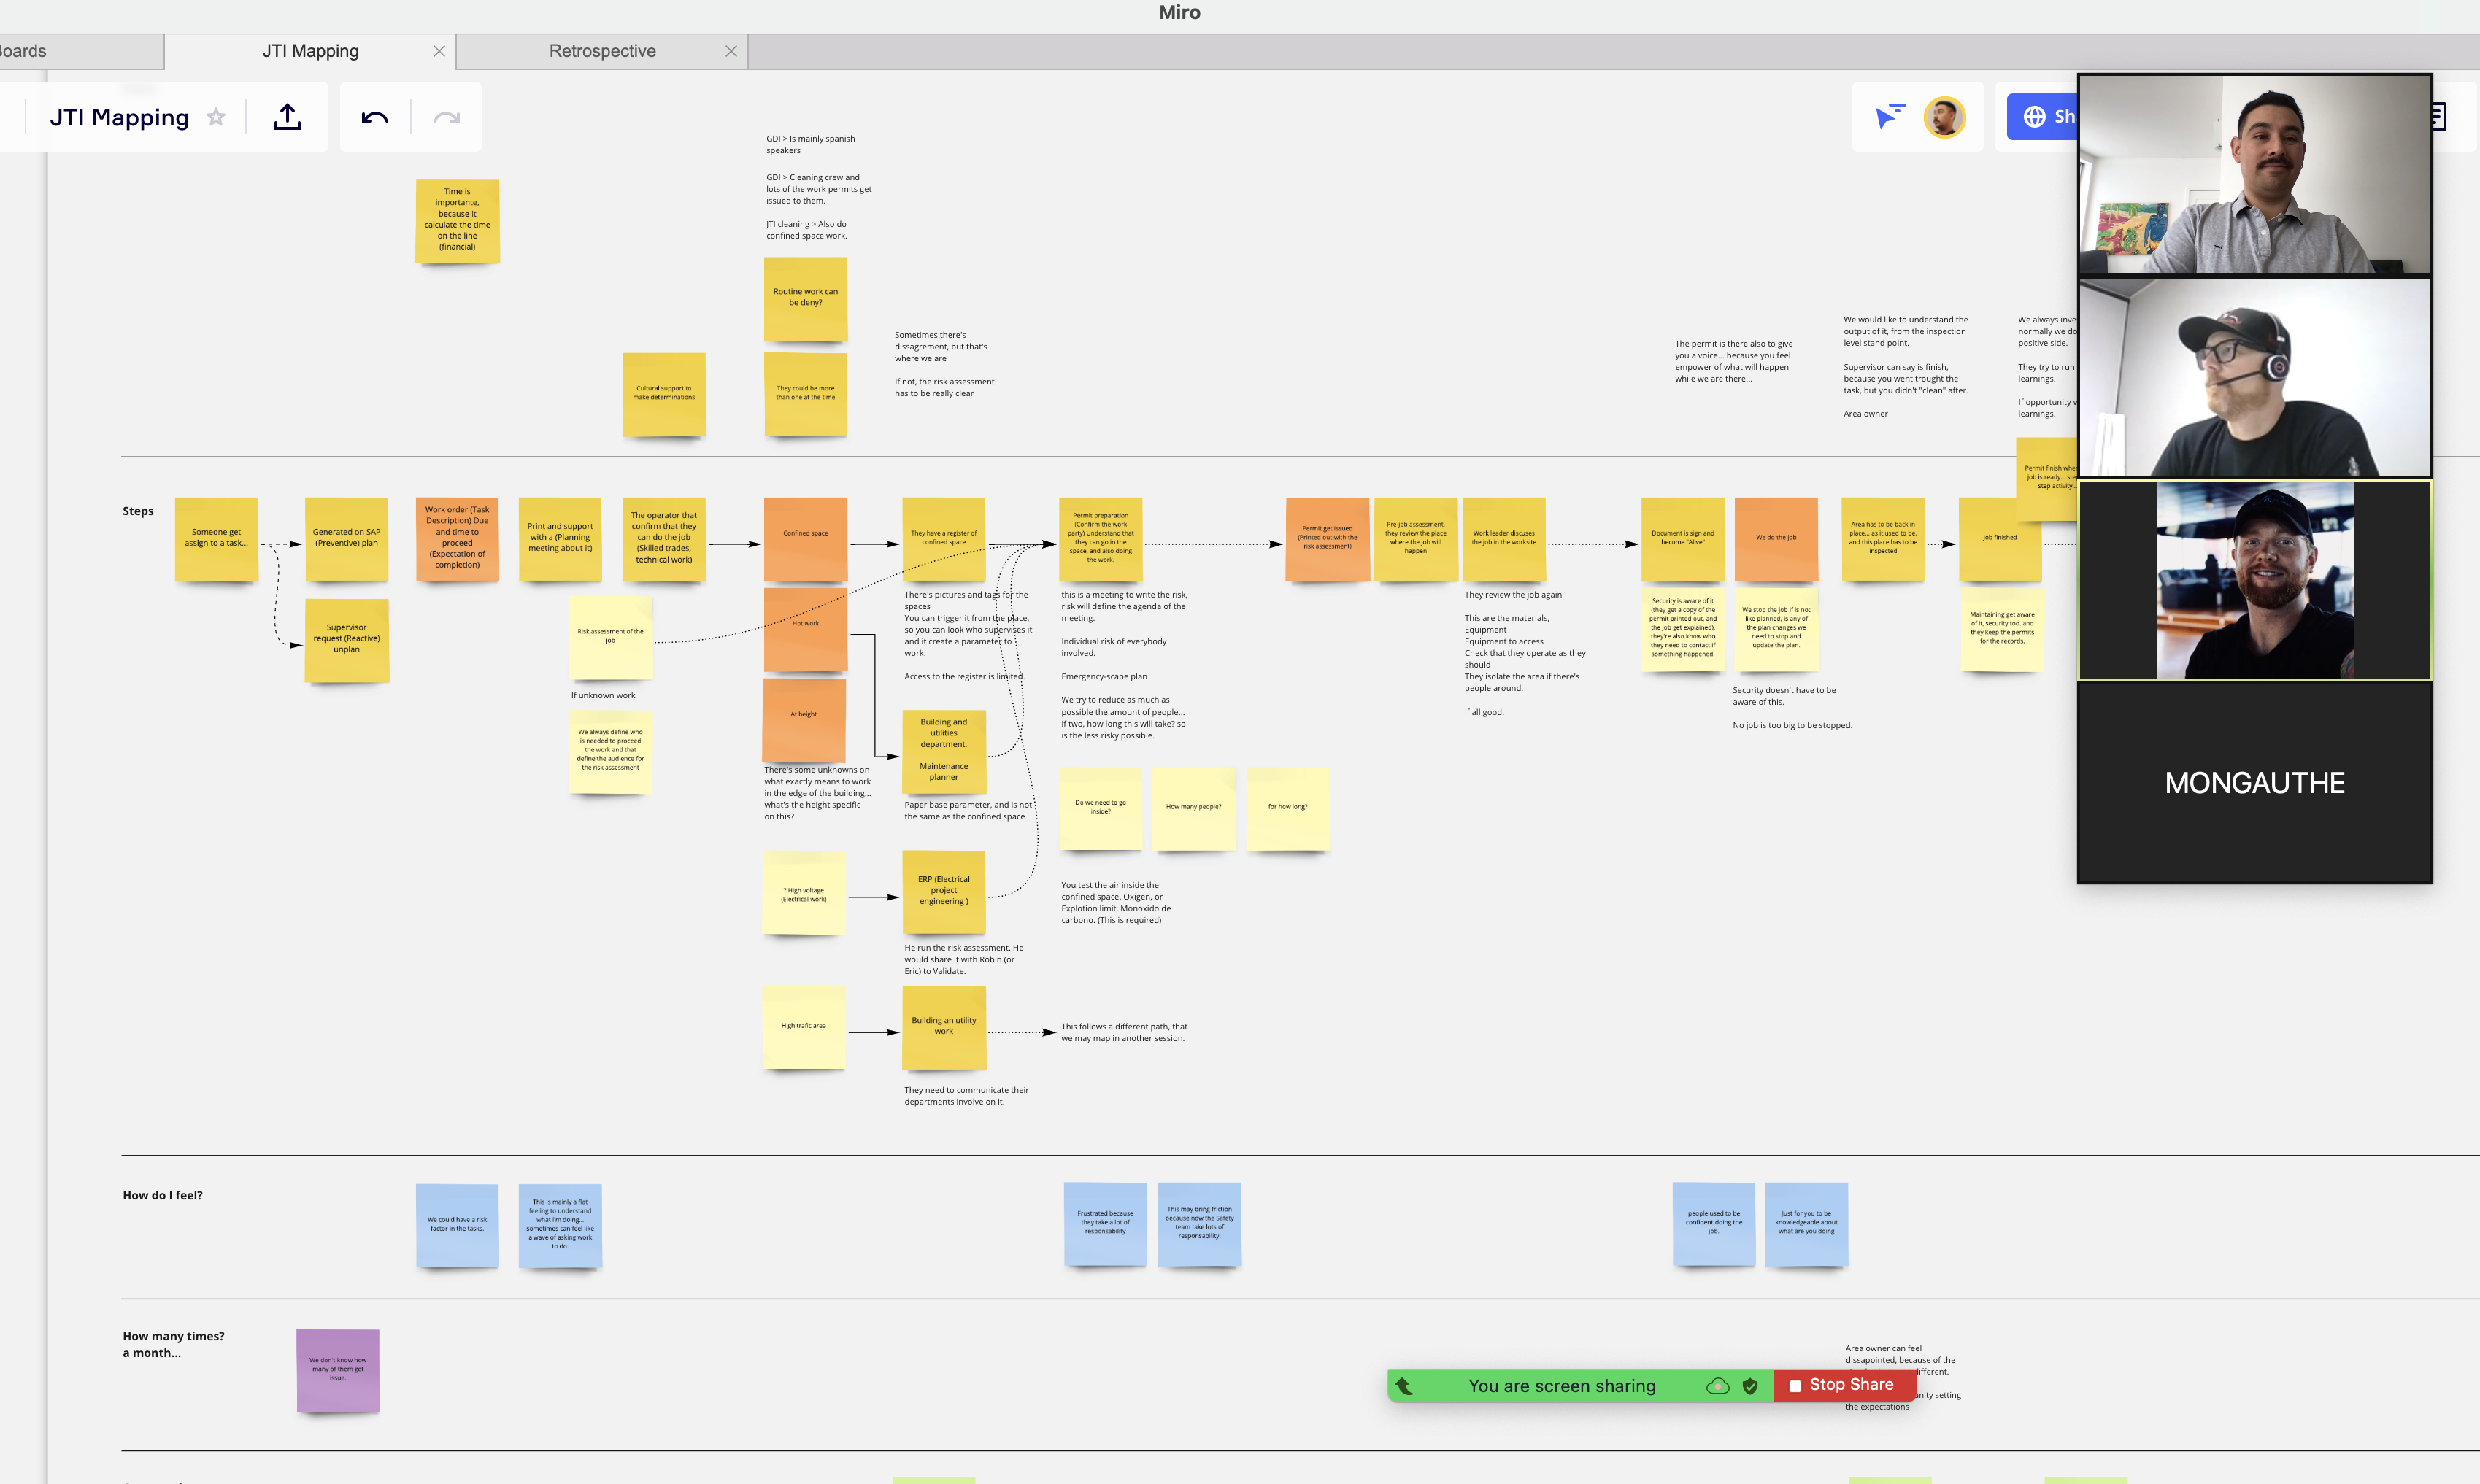 Miro
Boards
JTI Mapping
Retrospective
JTI Mapping
Sh
GDI > Is mainly spanish
speakers
GDI > Cleaning crew and
lots of the work permits get
issued to them.
JTI cleaning > Also do
confined space work.
Time is
importante,
because it
calculate the time
on the line
(financial)
Routine work can
be deny?
Cultural support to
make determinations
They could be more
than one at the time
Sometimes there's
dissagrement, but that's
where we are
If not, the risk assessment
has to be really clear
The permit is there also to give
you a voice... because you feel
empower of what will happen
while we are there...
We would like to understand the
output of it, from the inspection
level stand point.
Supervisor can say is finish,
because you went trought the
task, but you didn't "clean" after.
Area owner
We always inve
normally we do
positive side.
They try to run
learnings.
If opportunity w
learnings.
Permit finish whe
job is ready... ste
step activity...
Steps
Someone get
assign to a task...
Generated on SAP
(Preventive) plan
Supervisor
request (Reactive)
unplan
Work order (Task
Description) Due
and time to
proceed
(Expectation of
completion)
Print and support
with a (Planning
meeting about it)
The operator that
confirm that they
can do the job
(Skilled trades,
technical work)
Risk assessment of the
job
If unknown work
We always define who
is needed to proceed
the work and that
define the audience for
the risk assessment
Confined space
Hot work
At height
There's some unknowns on
what exactly means to work
in the edge of the building...
what's the height specific
on this?
? High voltage
(Electrical work)
High trafic area
They have a register of
confined space
There's pictures and tags for the
spaces
You can trigger it from the place,
so you can look who supervises it
and it create a parameter to
work.
Access to the register is limited.
Building and
utilities
department.
Maintenance
planner
Paper base parameter, and is not
the same as the confined space
ERP (Electrical
project
engineering )
He run the risk assessment. He
would share it with Robin (or
Eric) to Validate.
Building an utility
work
They need to communicate their
departments involve on it.
Permit preparation
(Confirm the work
party) Understand that
they can go in the
space, and also doing
the work.
this is a meeting to write the risk,
risk will define the agenda of the
meeting.
Individual risk of everybody
involved.
Emergency-scape plan
We try to reduce as much as
possible the amount of people...
if two, how long this will take? so
is the less risky possible.
Do we need to go
inside?
How many people?
for how long?
You test the air inside the
confined space. Oxigen, or
Explotion limit, Monoxido de
carbono. (This is required)
This follows a different path, that
we may map in another session.
Permit get issued
(Printed out with the
risk assessment)
Pre-job assessment,
they review the place
where the job will
happen
Work leader discuses
the job in the worksite
They review the job again
This are the materials,
Equipment
Equipment to access
Check that they operate as they
should
They isolate the area if there's
people around.
if all good.
Document is sign and
become "Alive"
Security is aware of it
(they get a copy of the
permit printed out, and
the job get explained).
they're also know who
they need to contact if
something happened.
We do the job
We stop the job if is not
like planned, is any of
the plan changes we
need to stop and
update the plan.
Security doesn't have to be
aware of this.
No job is too big to be stopped.
Area has to be back in
place... as it used to be.
and this place has to be
inspected
Job finished
Maintaining get aware
of it, security too. and
they keep the permits
for the records.
MONGAUTHE
How do I feel?
We could have a risk
factor in the tasks.
This is mainly a flat
feeling to understand
what i'm doing...
sometimes can feel like
a wave of asking work
to do.
Frustrated because
they take a lot of
responsability
This may bring friction
because now the Safety
team take lots of
responsability.
people used to be
confident doing the
job.
Just for you to be
knowledgeable about
what are you doing
How many times?
a month...
We don't know how
many of them get
issue.
Area owner can feel
dissapointed, because of the
different.
unity setting
the expectations
You are screen sharing
Stop Share